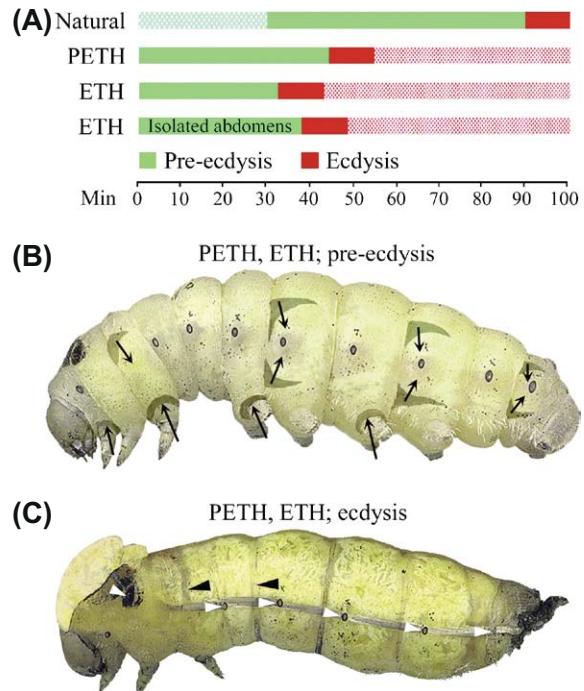 (A)
Natural
PETH
ETH
ETH Isolated abdomens
Pre-ecdysis Ecdysis
Min 0 10 20 30 40 50 60 70 80 90 100
(B)
PETH, ETH; pre-ecdysis
(C)
PETH, ETH; ecdysis